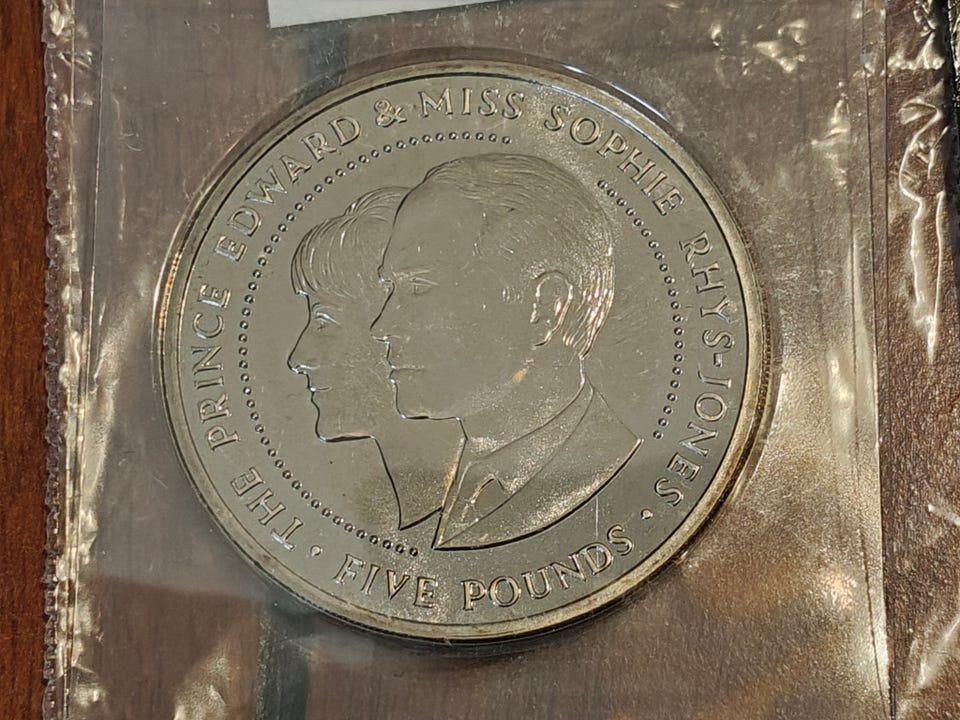 THE PRINCE EDWARD & MISS SOPHIE RHYS-JONES
· FIVE POUNDS ·